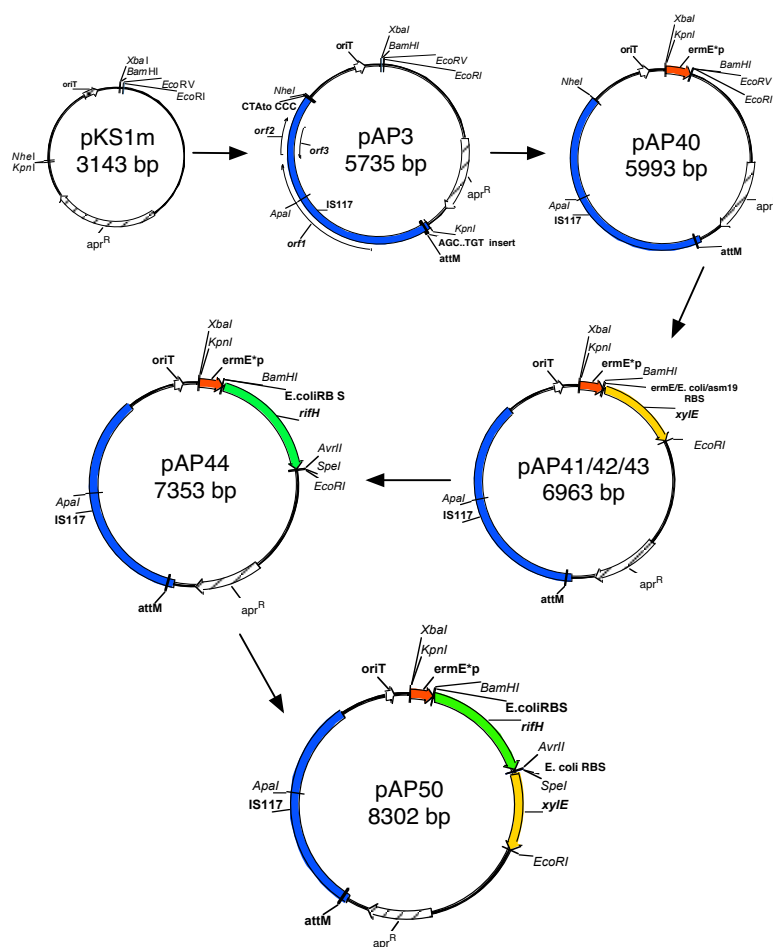 XbaI
BamHI
EcoRV
EcoRI
oriT
NheI
KpnI
pKS1m
3143 bp
aprR
XbaI
BamHI
EcoRV
EcoRI
oriT
NheI
CTAto CCC
orf2
orf3
pAP3
5735 bp
ApaI
IS117
orf1
KpnI
AGC..TGT insert
attM
aprR
XbaI
KpnI
oriT
ermE*p
BamHI
EcoRV
EcoRI
NheI
pAP40
5993 bp
ApaI
IS117
apr
attM
XbaI
KpnI
oriT
ermE*p
BamHI
E.coliRB S
rifH
AvrII
SpeI
EcoRI
pAP44
7353 bp
ApaI
IS117
attM
aprR
XbaI
KpnI
oriT
ermE*p
BamHI
ermE/E. coli/asm19
RBS
xylE
EcoRI
pAP41/42/43
6963 bp
ApaI
IS117
attM
aprR
XbaI
KpnI
oriT
ermE*p
BamHI
E.coliRBS
rifH
AvrII
E. coli RBS
SpeI
xylE
EcoRI
pAP50
8302 bp
ApaI
IS117
attM
aprR